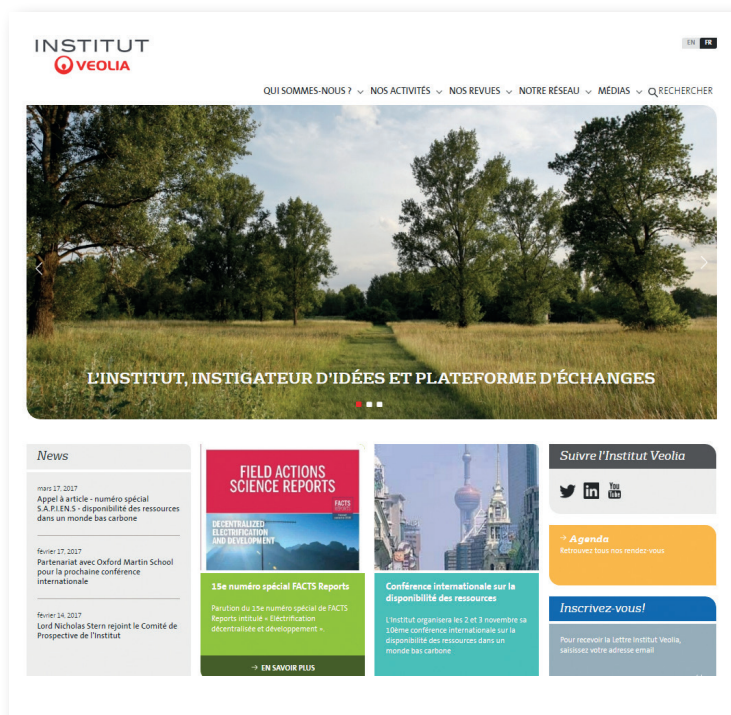 INSTITUT
VEOLIA
EN FR
QUI SOMMES-NOUS ? NOS ACTIVITÉS NOS REVUES NOTRE RÉSEAU MÉDIAS RECHERCHER
L'INSTITUT, INSTIGATEUR D'IDÉES ET PLATEFORME D'ÉCHANGES
News
mars 17, 2017
Appel à article - numéro spécial
S.A.P.I.EN.S - disponibilité des ressources
dans un monde bas carbone
février 17, 2017
Partenariat avec Oxford Martin School
pour la prochaine conférence
internationale
février 14, 2017
Lord Nicholas Stern rejoint le Comité de
Prospective de l'Institut
FIELD ACTIONS
SCIENCE REPORTS
FACTS
REPORTS
DECENTRALIZED
ELECTRIFICATION
AND DEVELOPMENT
15e numéro spécial FACTS Reports
Parution du 15e numéro spécial de FACTS
Reports intitulé « Electrification
décentralisée et développement ».
→ EN SAVOIR PLUS
Conférence internationale sur la
disponibilité des ressources
L'Institut organisera les 2 et 3 novembre sa
10ème conférence internationale sur la
disponibilité des ressources dans un
monde bas carbone
Suivre l'Institut Veolia
You
Tube
→ Agenda
Retrouvez tous nos rendez-vous
Inscrivez-vous!
Pour recevoir la Lettre Institut Veolia,
saisissez votre adresse email